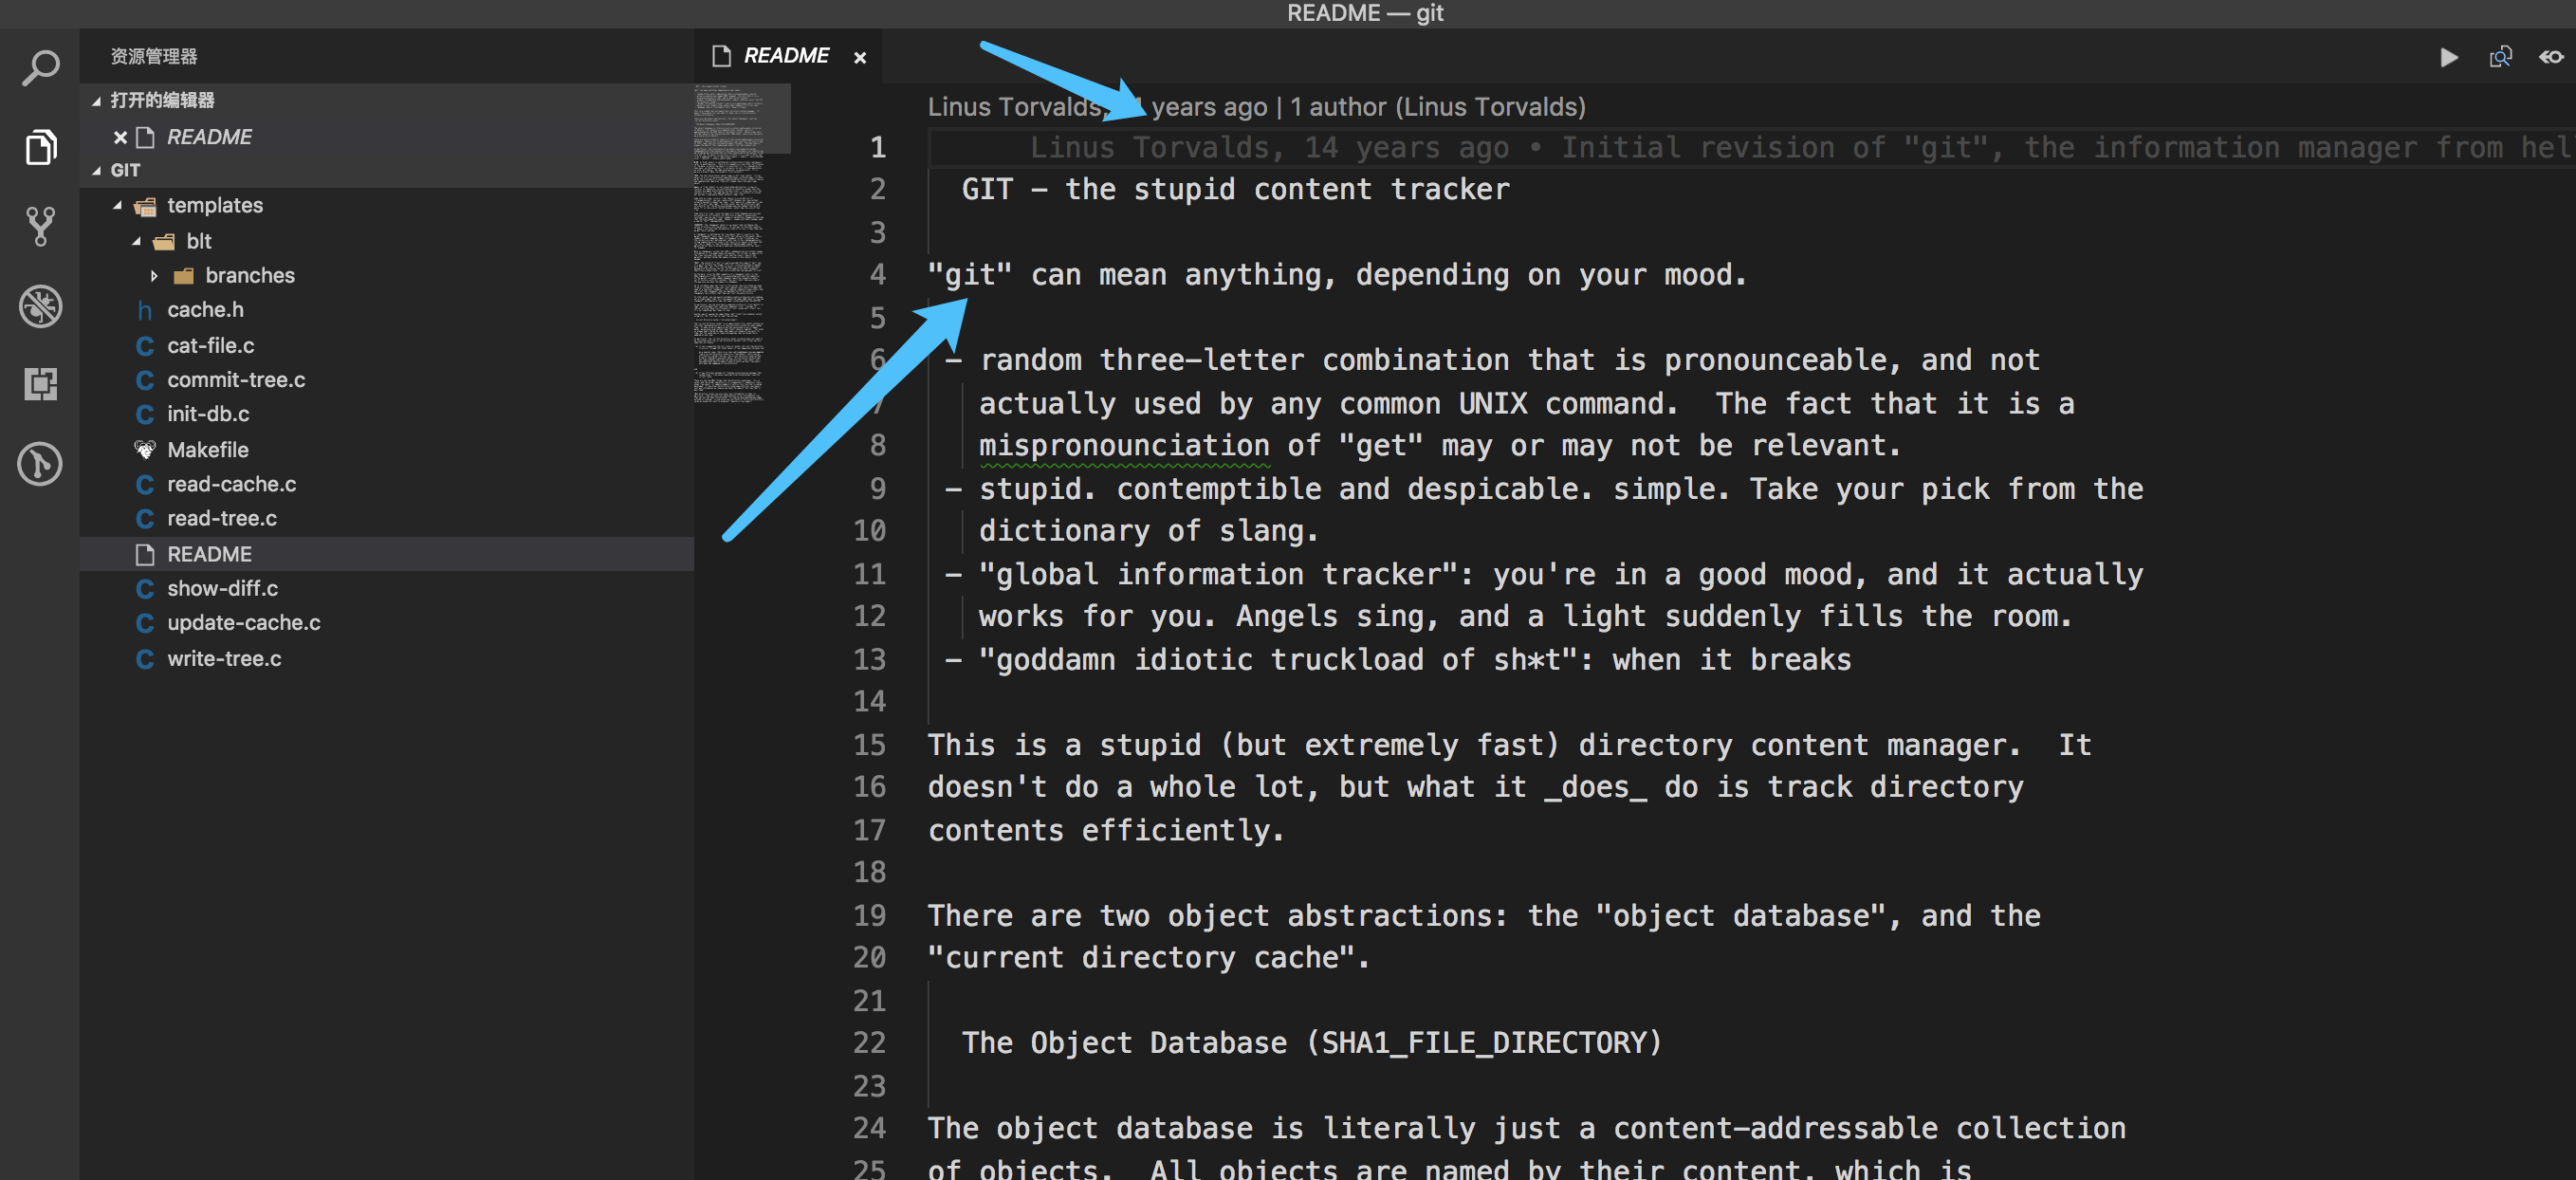 README — git
资源管理器
打开的编辑器
README
GIT
templates
blt
branches
cache.h
cat-file.c
commit-tree.c
init-db.c
Makefile
read-cache.c
read-tree.c
README
show-diff.c
update-cache.c
write-tree.c
README
Linus Torvalds, years ago | 1 author (Linus Torvalds)
1 Linus Torvalds, 14 years ago • Initial revision of "git", the information manager from hel
2 GIT - the stupid content tracker
3
4 "git" can mean anything, depending on your mood.
5
6 - random three-letter combination that is pronounceable, and not
7 actually used by any common UNIX command.  The fact that it is a
8 mispronounciation of "get" may or may not be relevant.
9 - stupid. contemptible and despicable. simple. Take your pick from the
10 dictionary of slang.
11 - "global information tracker": you're in a good mood, and it actually
12 works for you. Angels sing, and a light suddenly fills the room.
13 - "goddamn idiotic truckload of sh*t": when it breaks
14
15 This is a stupid (but extremely fast) directory content manager.  It
16 doesn't do a whole lot, but what it _does_ do is track directory
17 contents efficiently.
18
19 There are two object abstractions: the "object database", and the
20 "current directory cache".
21
22 The Object Database (SHA1_FILE_DIRECTORY)
23
24 The object database is literally just a content-addressable collection
25 of objects.  All objects are named by their content, which is